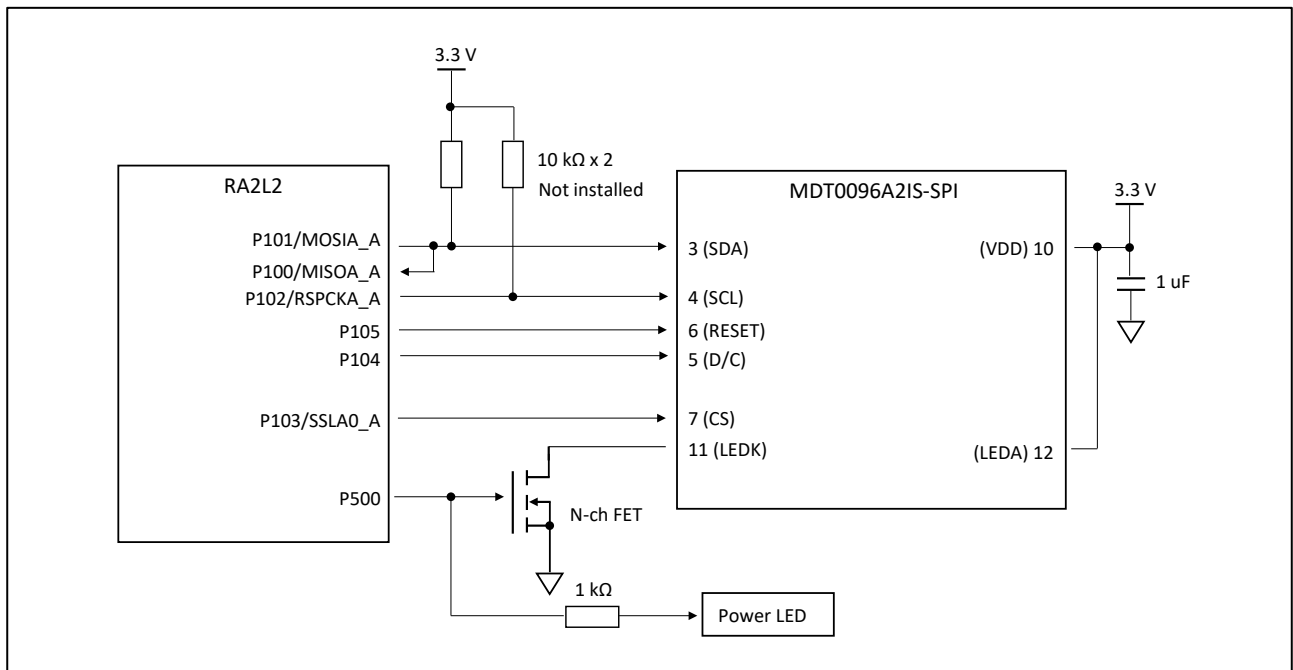 3.3 V
10 kΩ x 2
Not installed
RA2L2
P101/MOSIA_A
P100/MISOA_A
P102/RSPCKA_A
P105
P104
P103/SSLA0_A
P500
MDT0096A2IS-SPI
3 (SDA)
4 (SCL)
6 (RESET)
5 (D/C)
7 (CS)
11 (LEDK)
(VDD) 10
(LEDA) 12
3.3 V
1 uF
N-ch FET
1 kΩ
Power LED